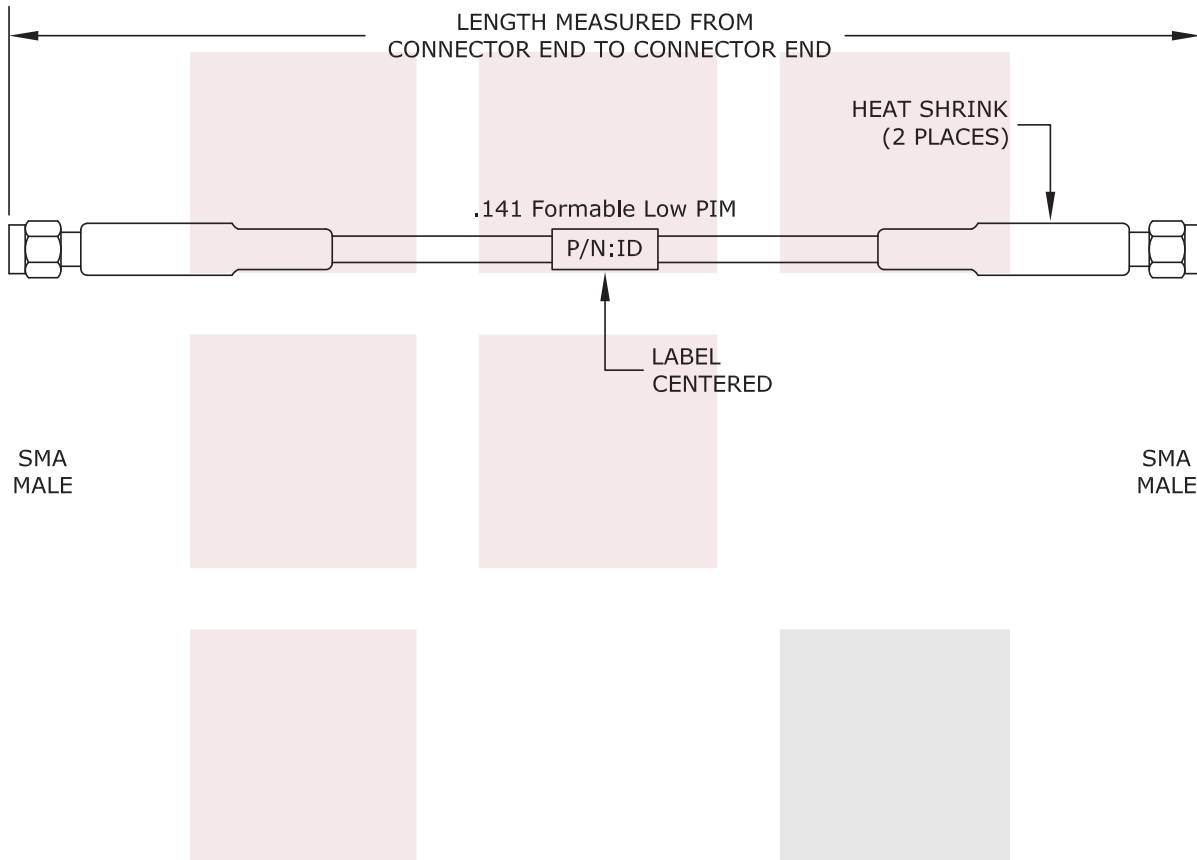 LENGTH MEASURED FROM
CONNECTOR END TO CONNECTOR END
HEAT SHRINK
(2 PLACES)
.141 Formable Low PIM
P/N:ID
LABEL
CENTERED
SMA
MALE
SMA
MALE